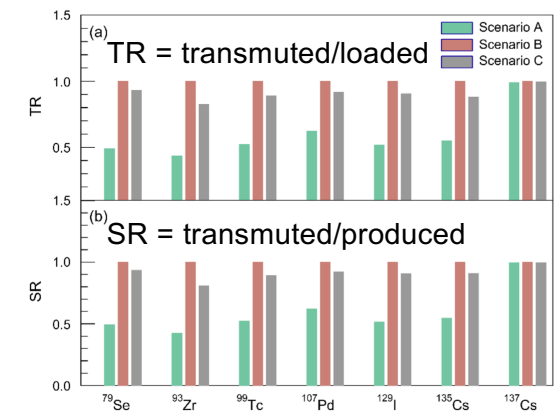 1.5
(a)
Scenario A
Scenario B
Scenario C
TR = transmuted/loaded
1.0
TR
0.5
1.5
(b)
SR = transmuted/produced
1.0
SR
0.5
0.0
⁷⁹Se ⁹³Zr ⁹⁹Tc ¹⁰⁷Pd ¹²⁹I ¹³⁵Cs ¹³⁷Cs